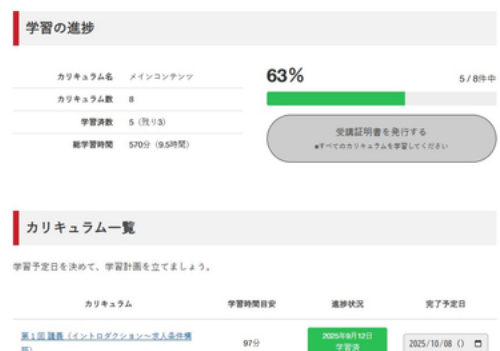 学習の進捗
カリキュラム名 メインコンテンツ
63%
5 / 8件中
カリキュラム数 8
学習済数 5（残り3）
総学習時間 570分（9.5時間）
受講証明書を発行する
※すべてのカリキュラムを学習してください
カリキュラム一覧
学習予定日を決めて、学習計画を立てましょう。
カリキュラム 学習時間目安 進捗状況 完了予定日
第1回 講義（イントロダクション〜求人条件構
97分
2025年9月12日
学習済
2025/10/08 ()